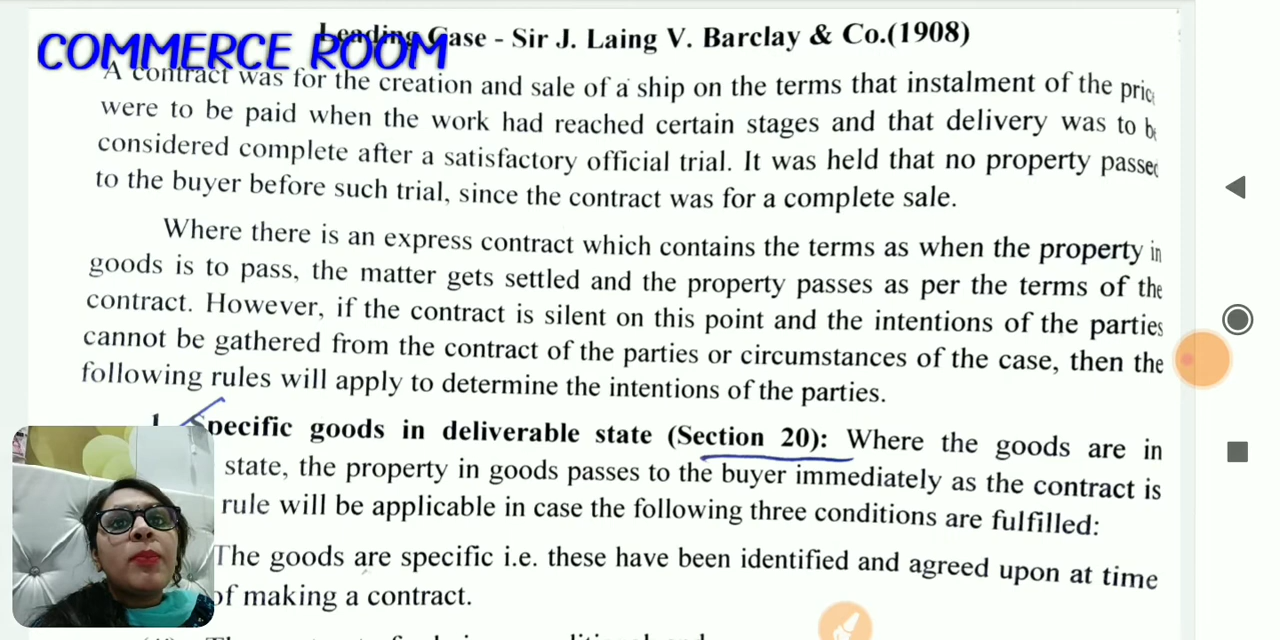 COMMERCE ROOM
Leading Case - Sir J. Laing V. Barclay & Co.(1908)
A contract was for the creation and sale of a ship on the terms that instalment of the pric
were to be paid when the work had reached certain stages and that delivery was to be
considered complete after a satisfactory official trial. It was held that no property passed
to the buyer before such trial, since the contract was for a complete sale.
Where there is an express contract which contains the terms as when the property in
goods is to pass, the matter gets settled and the property passes as per the terms of the
contract. However, if the contract is silent on this point and the intentions of the parties
cannot be gathered from the contract of the parties or circumstances of the case, then the
following rules will apply to determine the intentions of the parties.
1. Specific goods in deliverable state (Section 20): Where the goods are in
state, the property in goods passes to the buyer immediately as the contract is
rule will be applicable in case the following three conditions are fulfilled:
The goods are specific i.e. these have been identified and agreed upon at time
of making a contract.